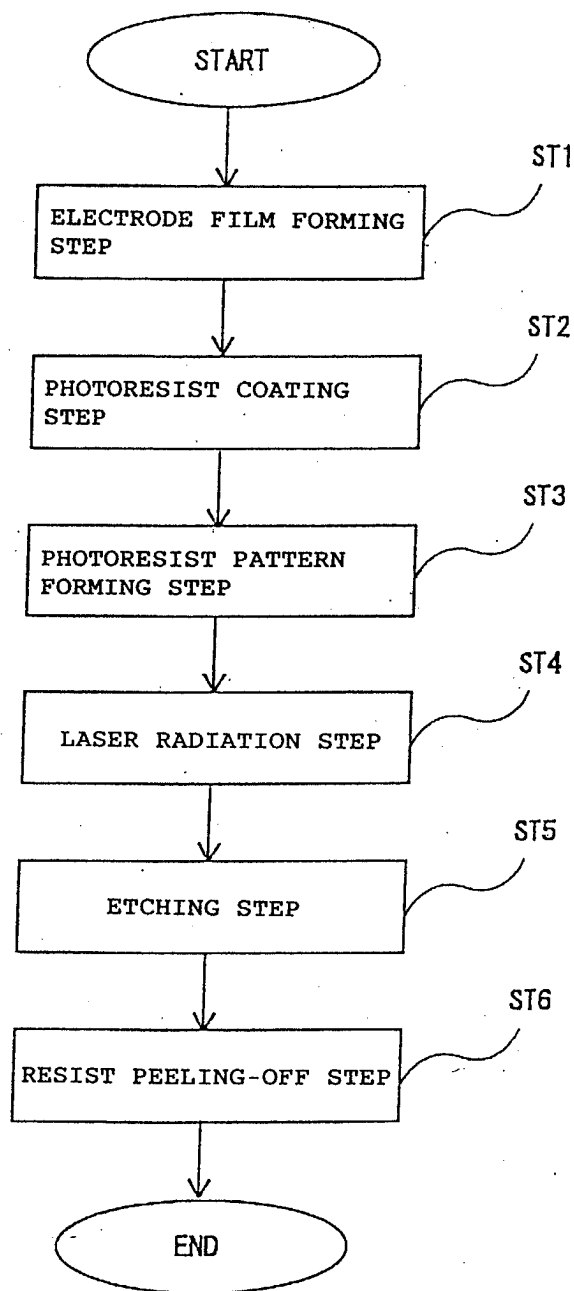 START
ST1
ELECTRODE FILM FORMING
STEP
ST2
PHOTORESIST COATING
STEP
ST3
PHOTORESIST PATTERN
FORMING STEP
ST4
LASER RADIATION STEP
ST5
ETCHING STEP
ST6
RESIST PEELING-OFF STEP
END